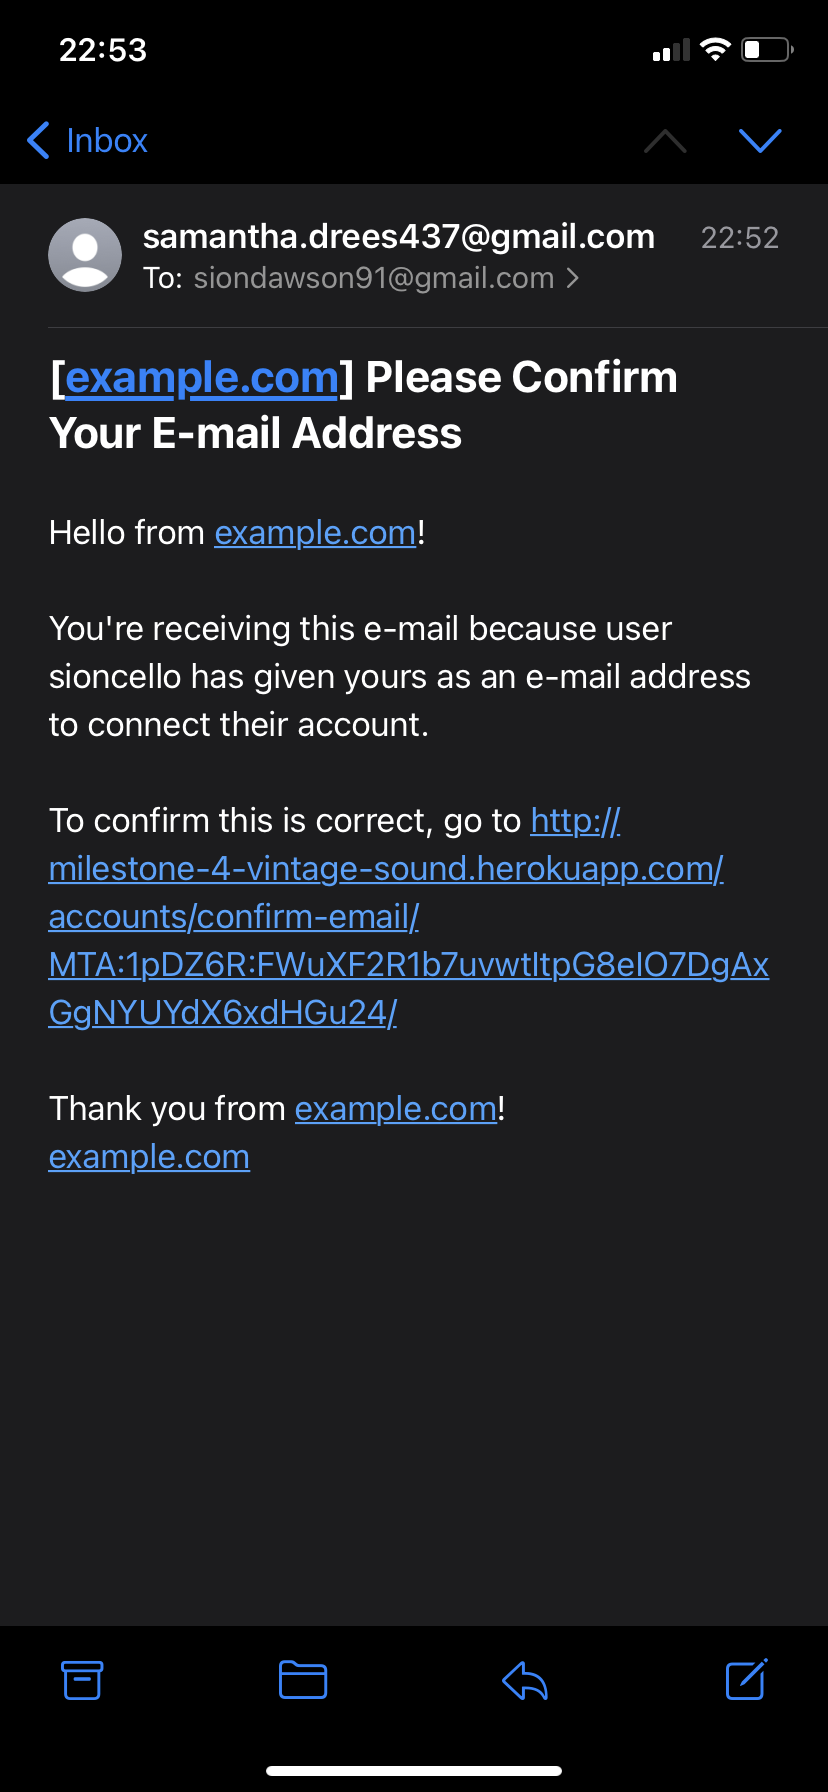 22:53
Inbox
samantha.drees437@gmail.com 22:52
To: siondawson91@gmail.com
[example.com] Please Confirm
Your E-mail Address
Hello from example.com!
You're receiving this e-mail because user
sioncello has given yours as an e-mail address
to connect their account.
To confirm this is correct, go to http://
milestone-4-vintage-sound.herokuapp.com/
accounts/confirm-email/
MTA:1pDZ6R:FWuXF2R1b7uvwtItpG8eIO7DgAx
GgNYUYdX6xdHGu24/
Thank you from example.com!
example.com